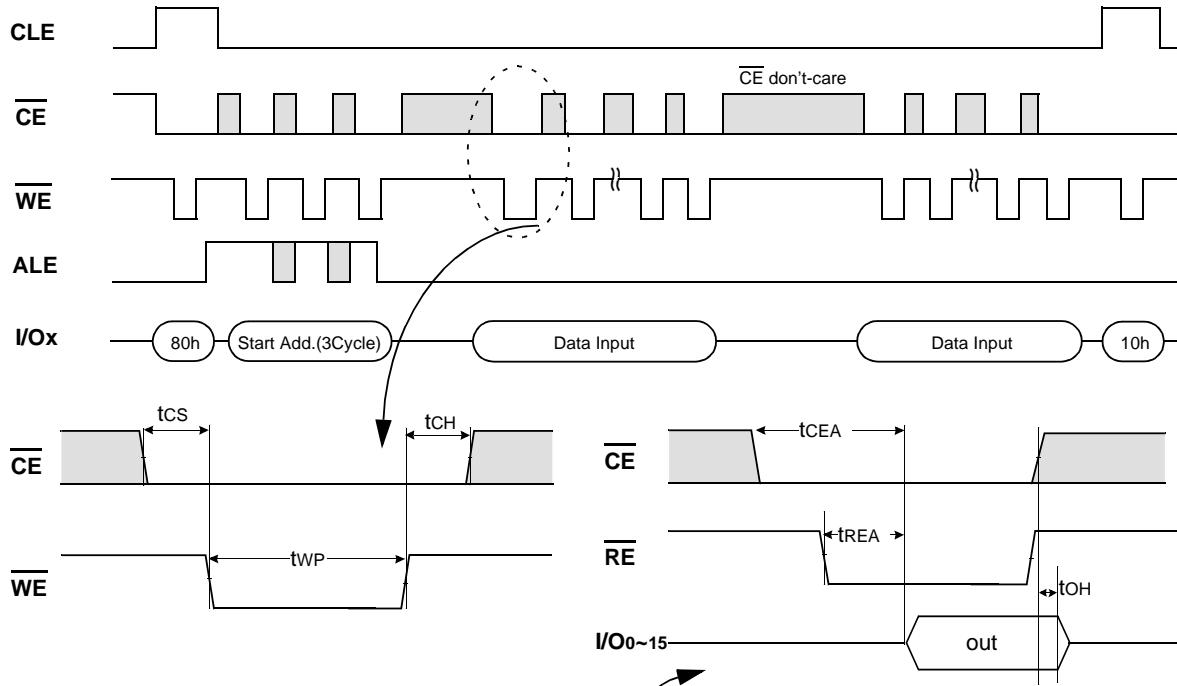 CLE
CE don't-care
CE
WE
ALE
I/Ox
80h
Start Add.(3Cycle)
Data Input
Data Input
10h
tCS
tCH
CE
tWP
WE
tCEA
CE
tREA
RE
tOH
I/O0~15
out